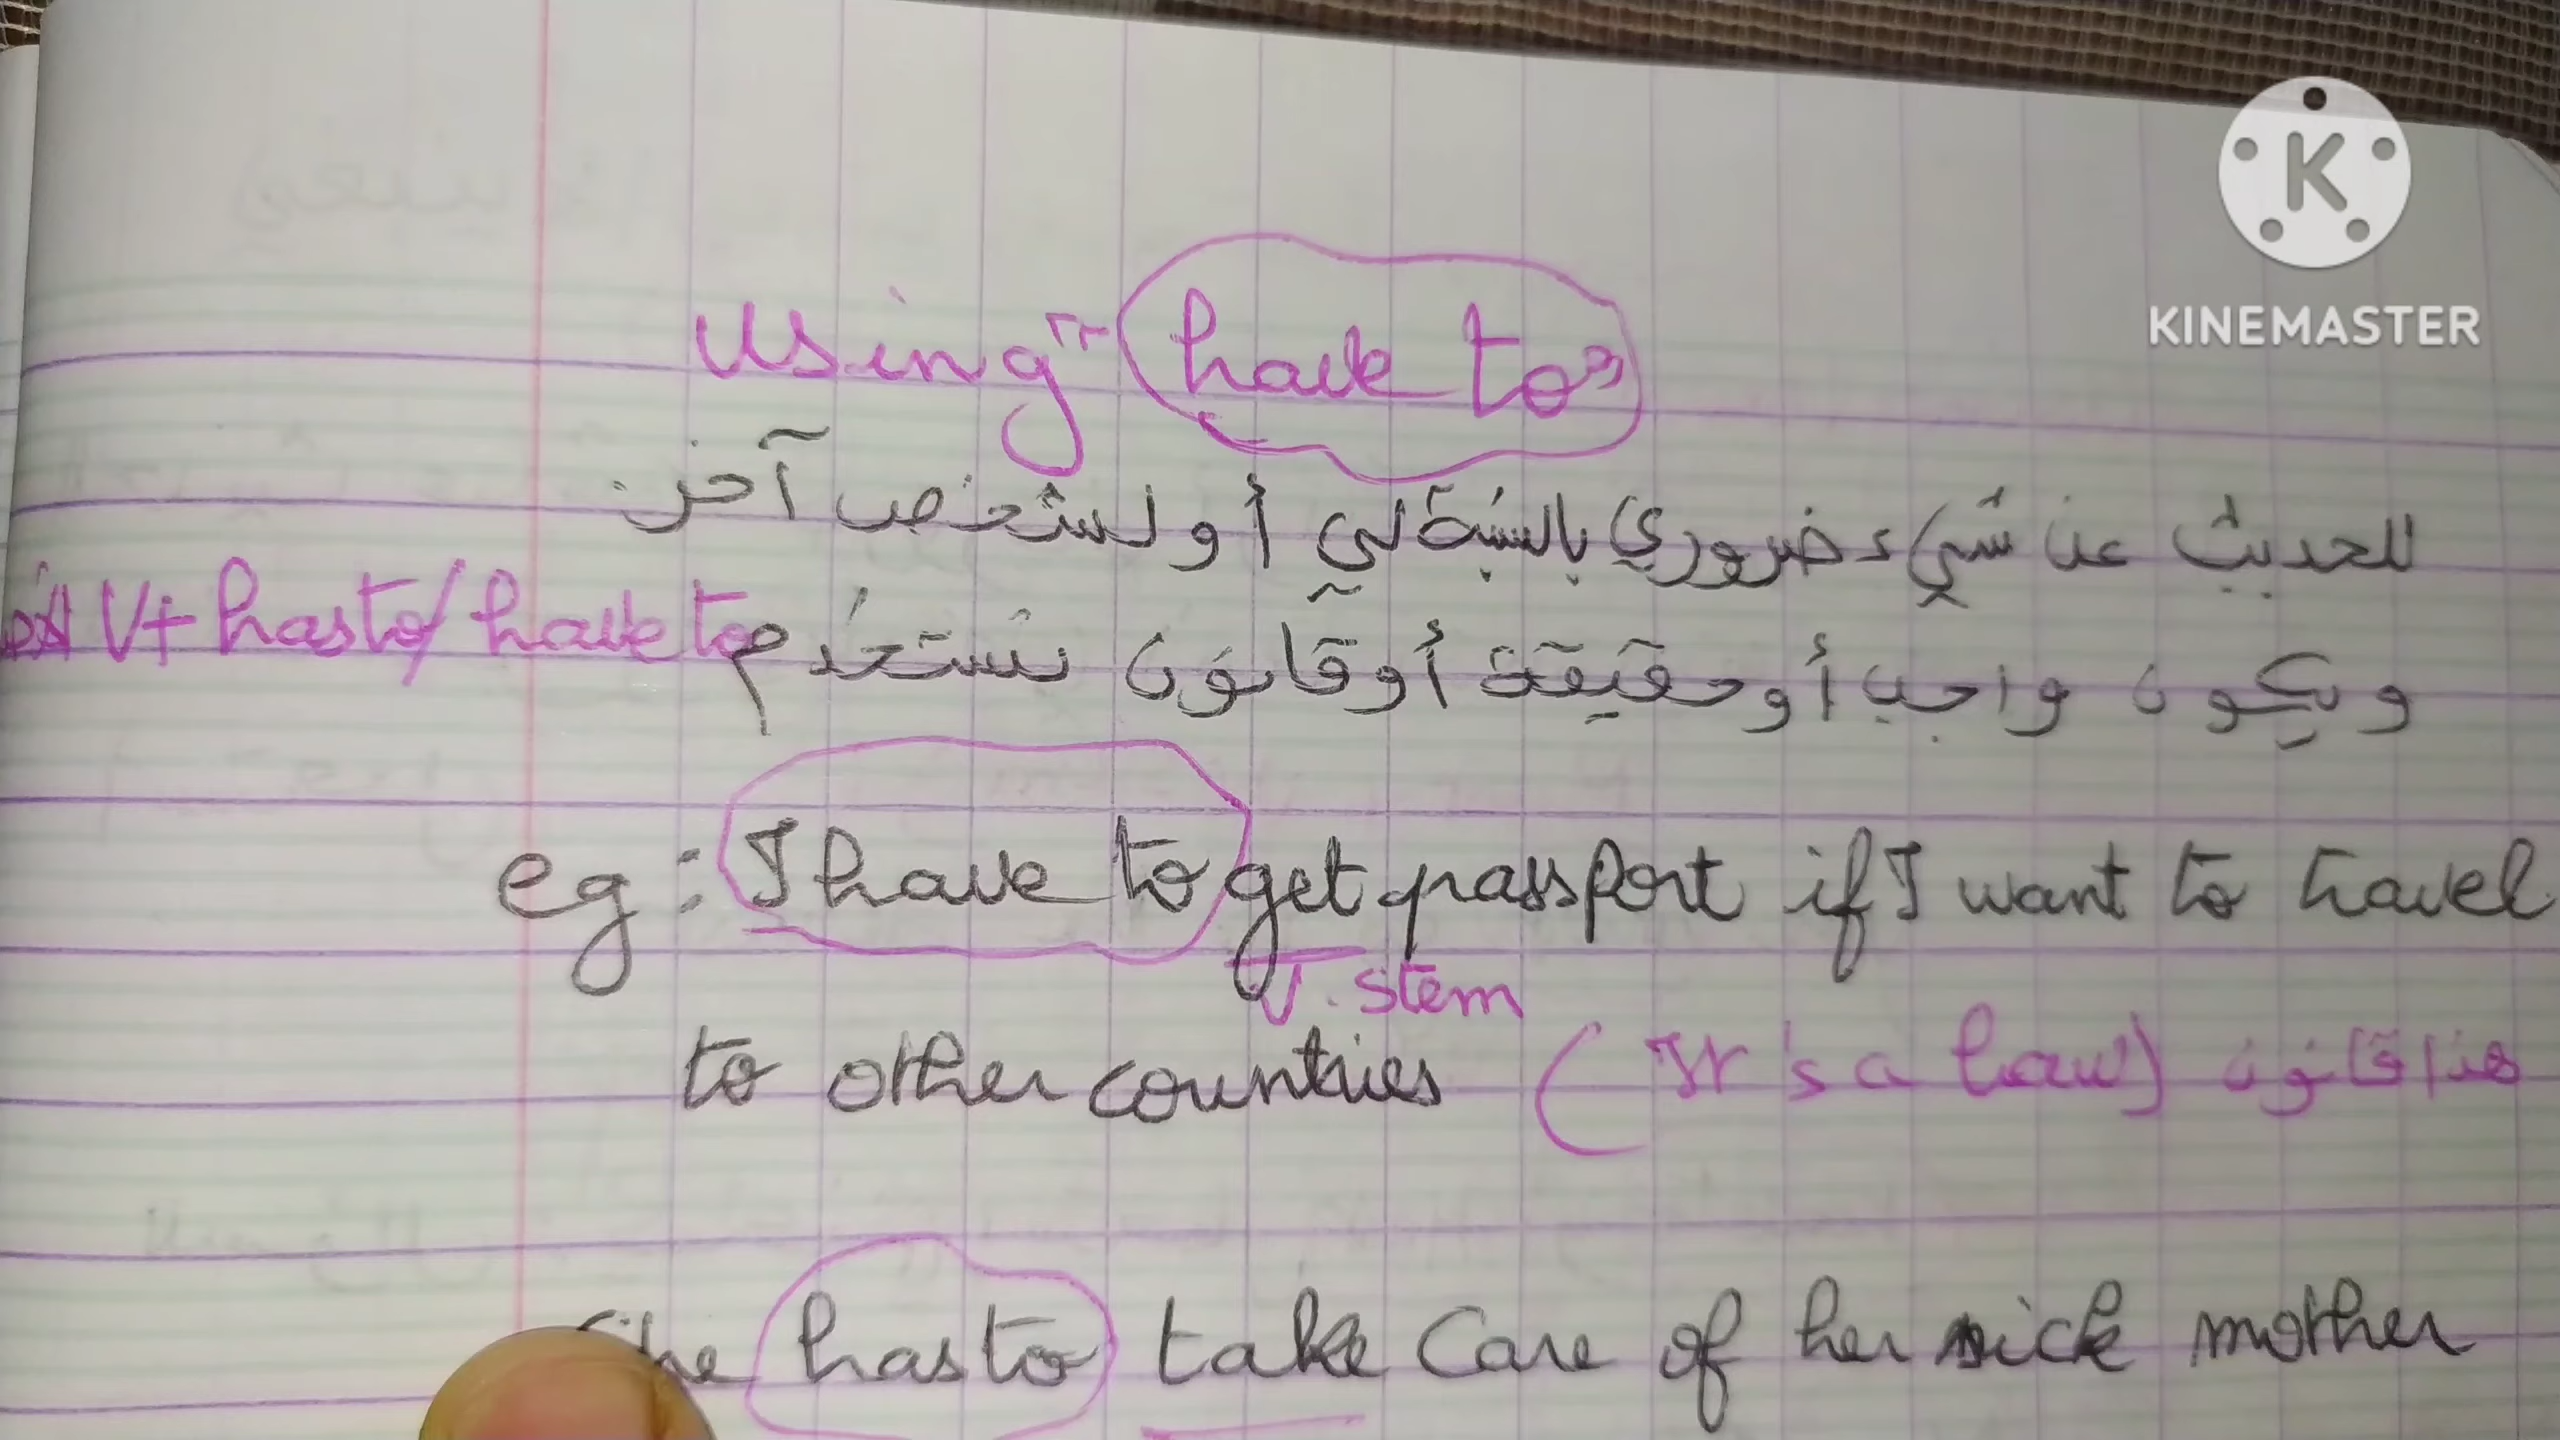 K
KINEMASTER
Using "have to"
للحديث عن شيء ضروري بالنسبة لي أو لشخص آخر
ويكون واجب أو حقيقة أو قانون نستخدم have to / has to + V
eg: I have to get passport if I want to travel
V. stem
to other countries (It's a law) هذا قانون
She has to take care of her sick mother